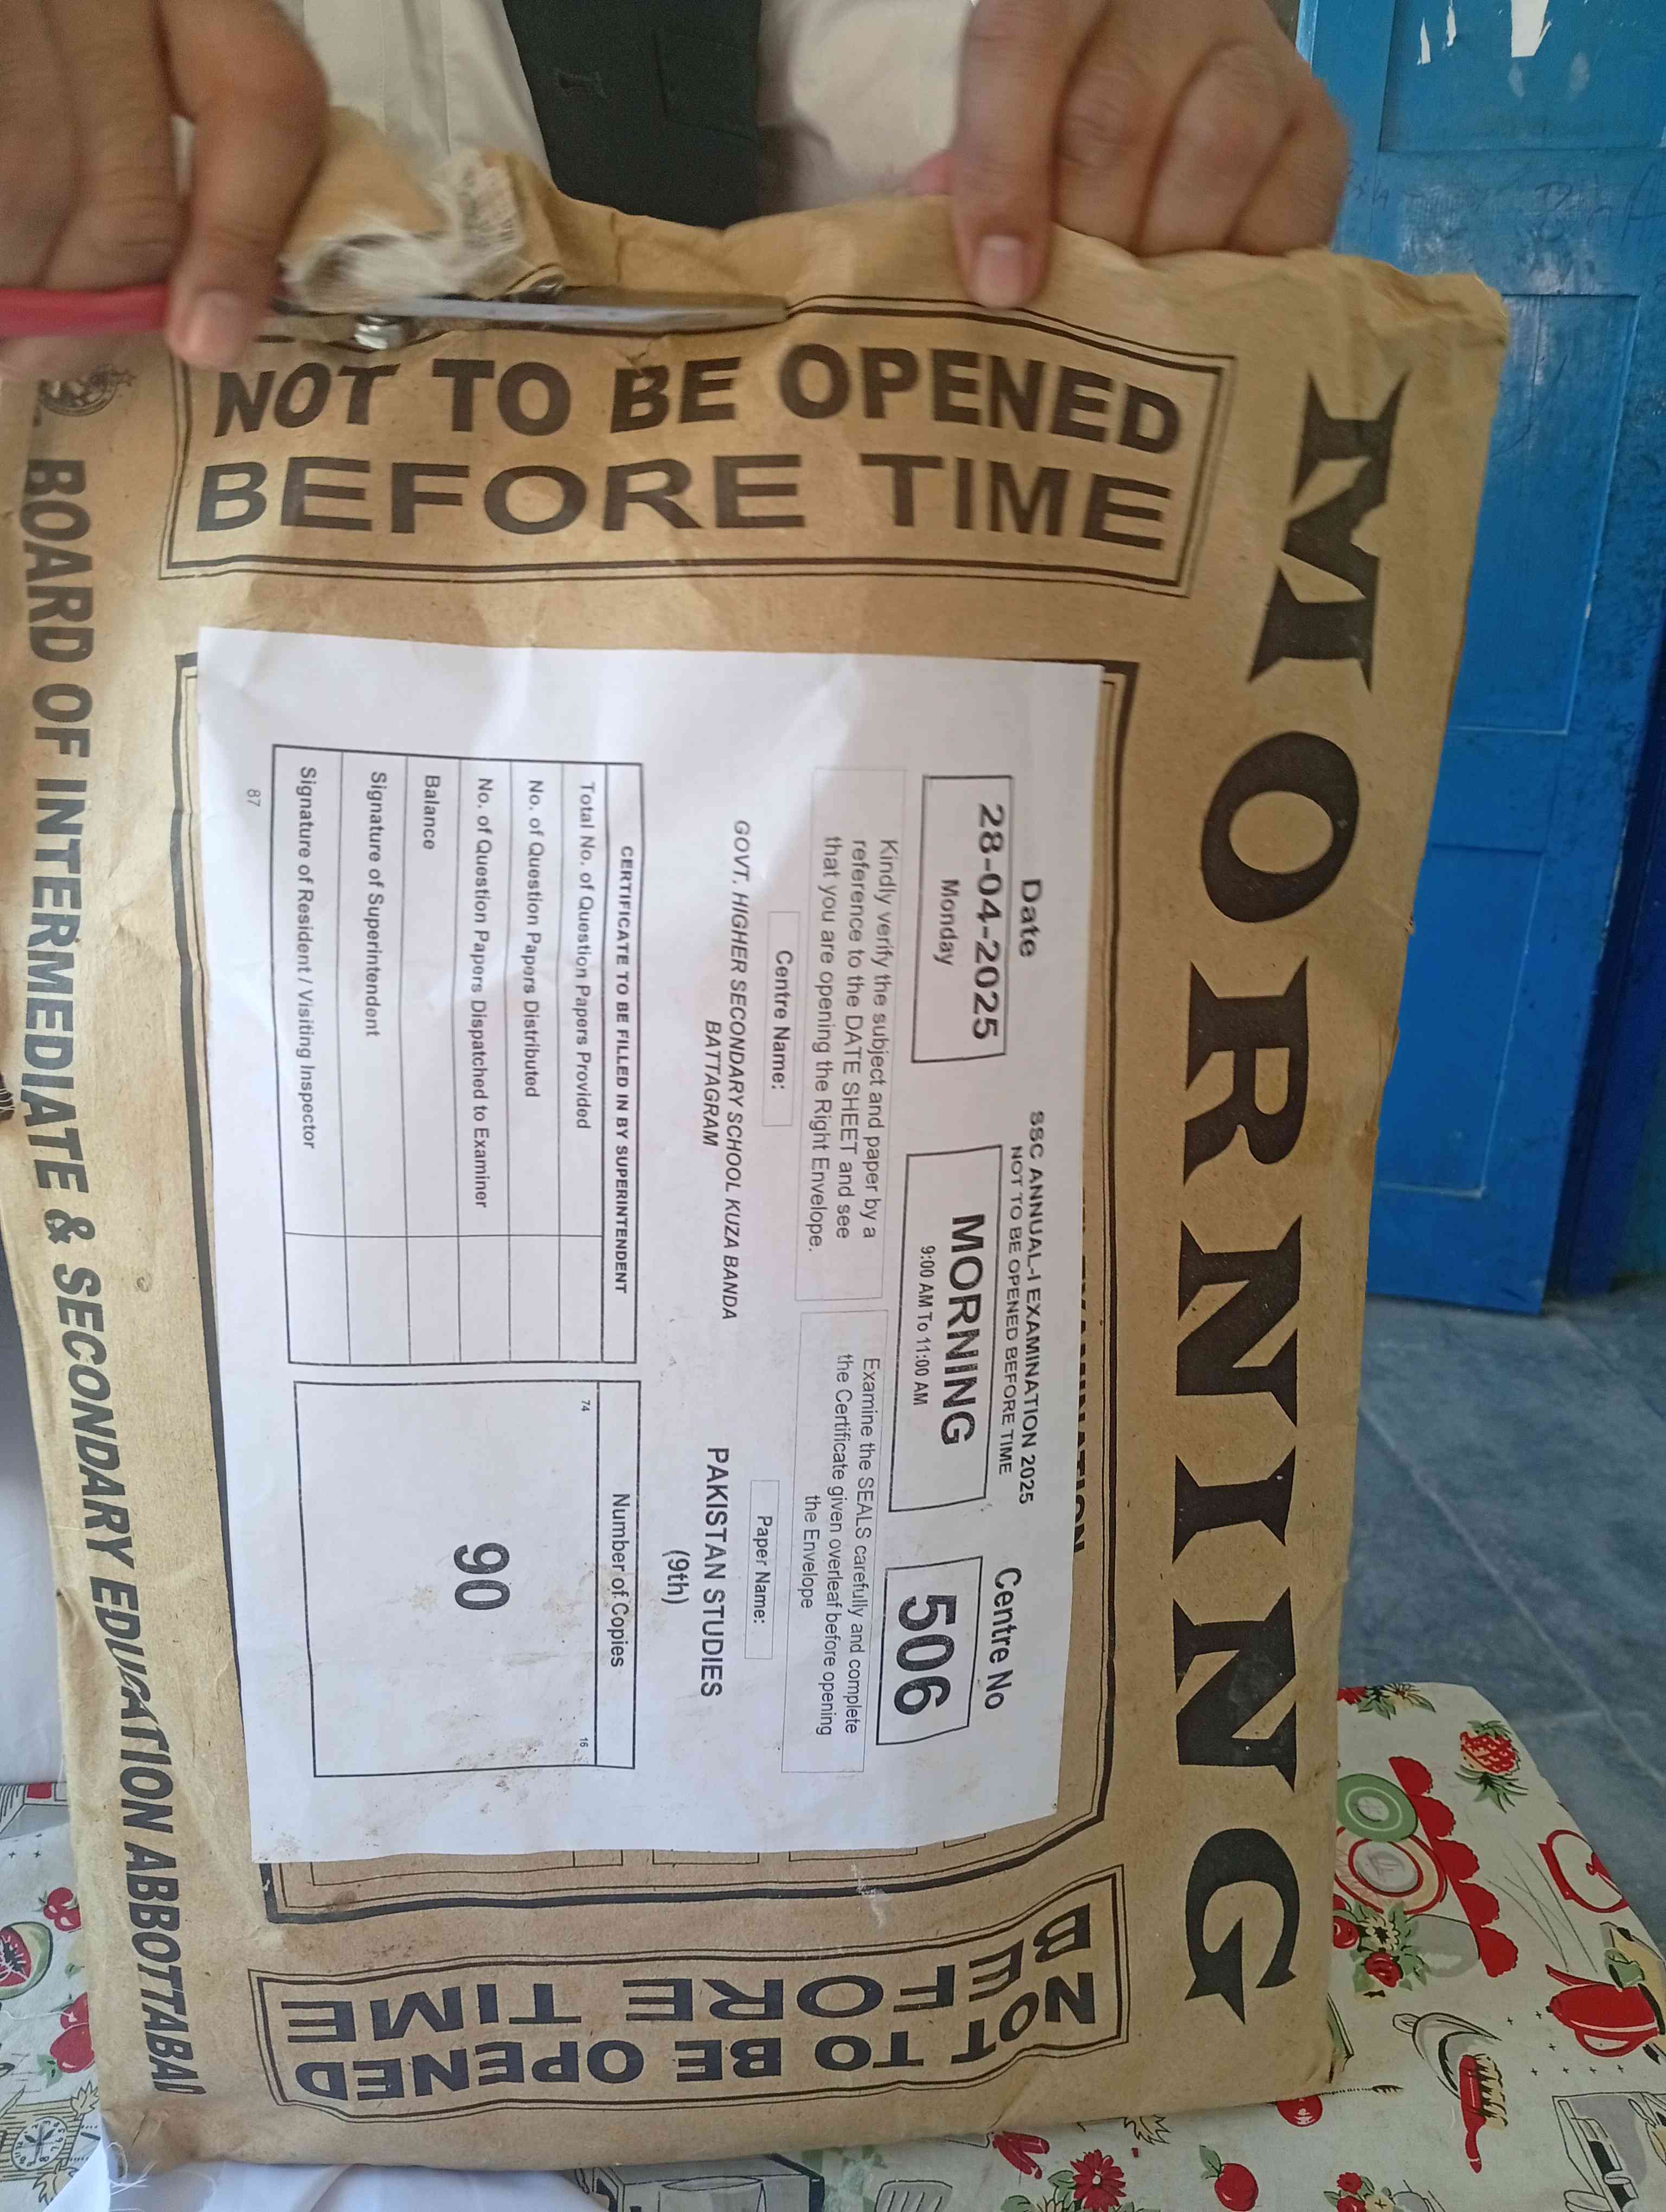 MORNING
NOT TO BE OPENED
BEFORE TIME
Date
28-04-2025
Monday
SSC ANNUAL-I EXAMINATION 2025
NOT TO BE OPENED BEFORE TIME
MORNING
9:00 AM To 11:00 AM
Centre No
506
Kindly verify the subject and paper by a
reference to the DATE SHEET and see
that you are opening the Right Envelope.
Examine the SEALS carefully and complete
the Certificate given overleaf before opening
the Envelope
Centre Name:
GOVT. HIGHER SECONDARY SCHOOL KUZA BANDA
BATTAGRAM
Paper Name:
PAKISTAN STUDIES
(9th)
CERTIFICATE TO BE FILLED IN BY SUPERINTENDENT
Total No. of Question Papers Provided
No. of Question Papers Distributed
No. of Question Papers Dispatched to Examiner
Balance
Signature of Superintendent
Signature of Resident / Visiting Inspector
Number of Copies
74
16
90
87
NOT TO BE OPENED
BEFORE TIME
BOARD OF INTERMEDIATE & SECONDARY EDUCATION ABBOTTABA